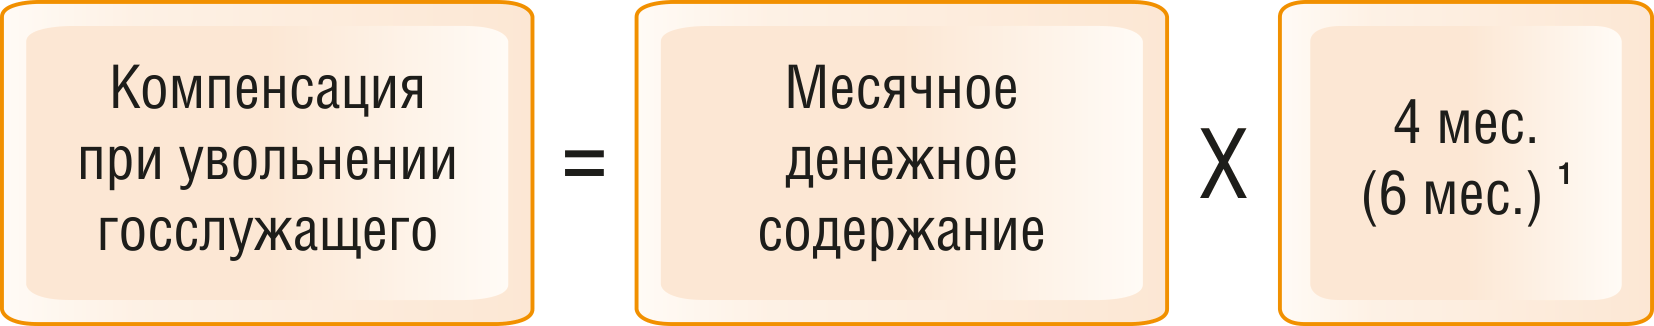 Компенсация
при увольнении
госслужащего
=
Месячное
денежное
содержание
X
4 мес.
(6 мес.) ¹